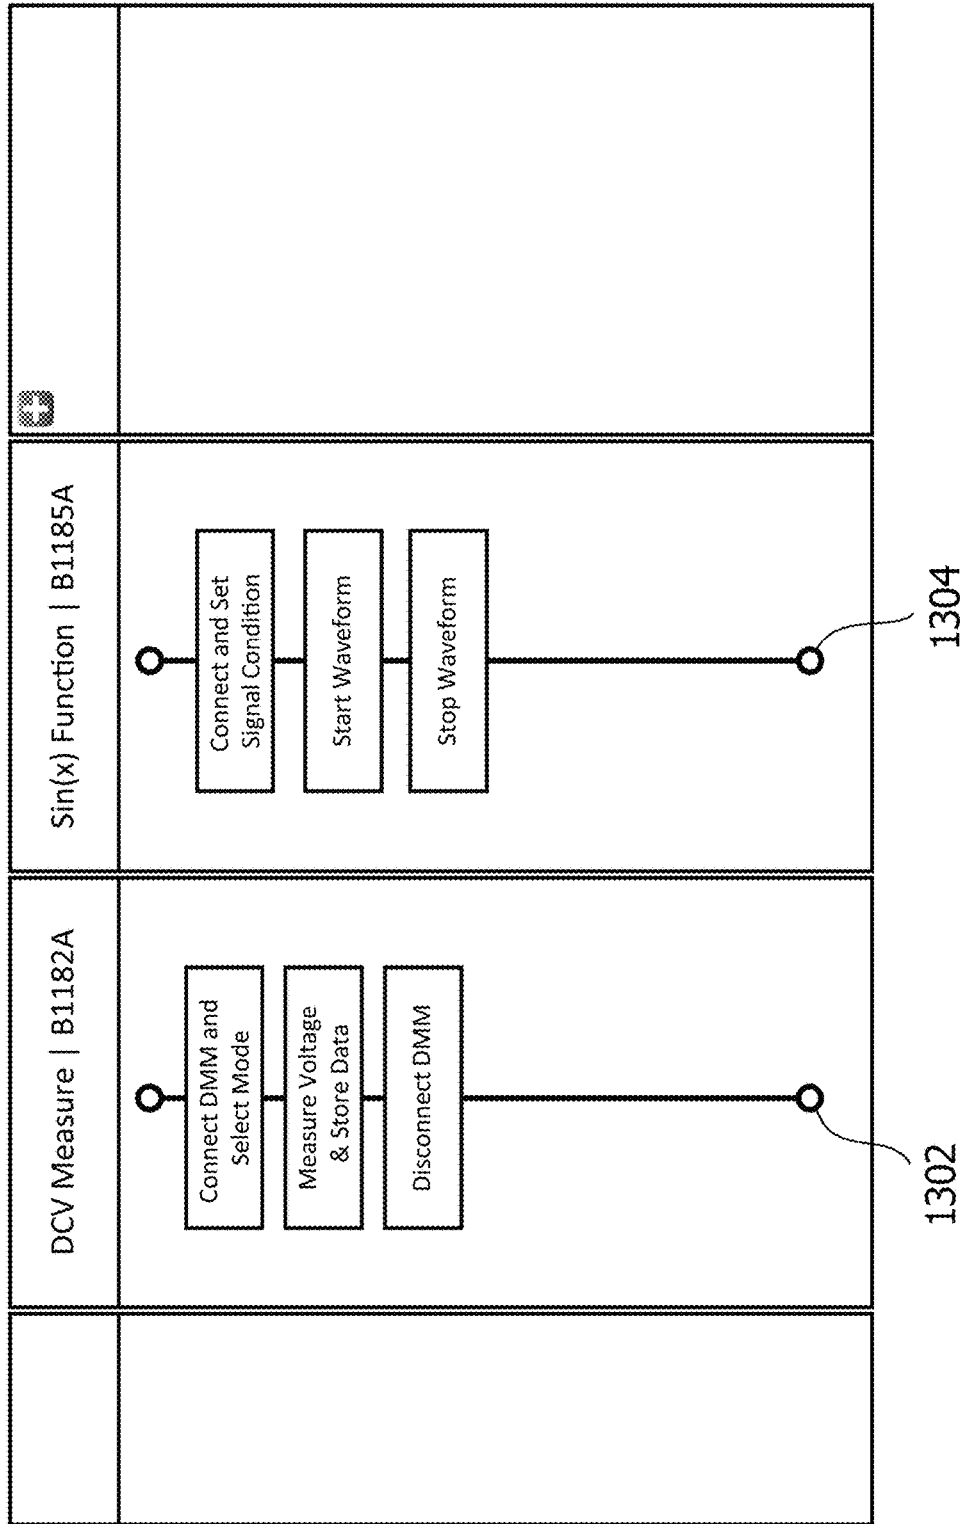 DCV Measure | B1182A
Connect DMM and
Select Mode
Measure Voltage
& Store Data
Disconnect DMM
1302
Sin(x) Function | B1185A
Connect and Set
Signal Condition
Start Waveform
Stop Waveform
1304